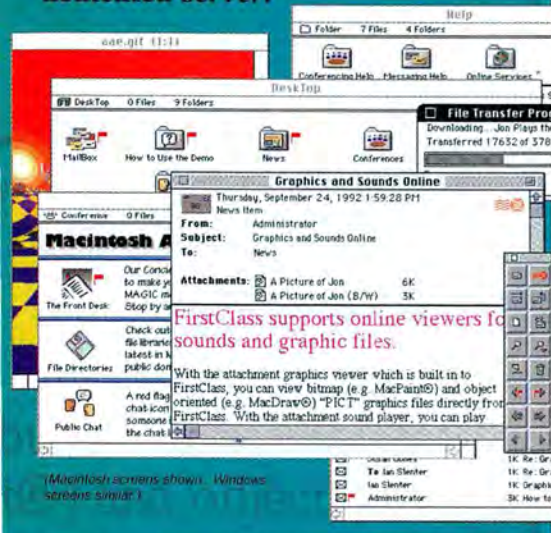 Help
Folder 7 Files 4 Folders
Conferencing Help Messaging Help Online Services
(1:1)
DeskTop
DeskTop 0 Files 9 Folders
MailBox How to Use the Demo News Conferences
File Transfer Pro
Downloading... Jon Plays th
Transferred 17632 of 378
Conference 0 Files
Macintosh A
Our Conci
to make y
MAGIC m
Stop by a
The Front Desk
Check out
file librarie
latest in M
public don
File Directories
A red flag
chat icon
someone
the chat
Public Chat
Graphics and Sounds Online
Thursday, September 24, 1992 1:59:28 PM
News Item
From: Administrator
Subject: Graphics and Sounds Online
To: News
Attachments: A Picture of Jon 6K
A Picture of Jon (B/W) 3K
FirstClass supports online viewers fo
sounds and graphic files.
With the attachment graphics viewer which is built in to
FirstClass, you can view bitmap (e.g. MacPaint®) and object
oriented (e.g. MacDraw®) "PICT" graphics files directly from
FirstClass. With the attachment sound player, you can play
1K Re: Gr
To Ian Slenter 1K Re: Gra
Ian Slenter 1K Graphi
Administrator 3K How to
(Macintosh screens shown. Windows
screens similar.)